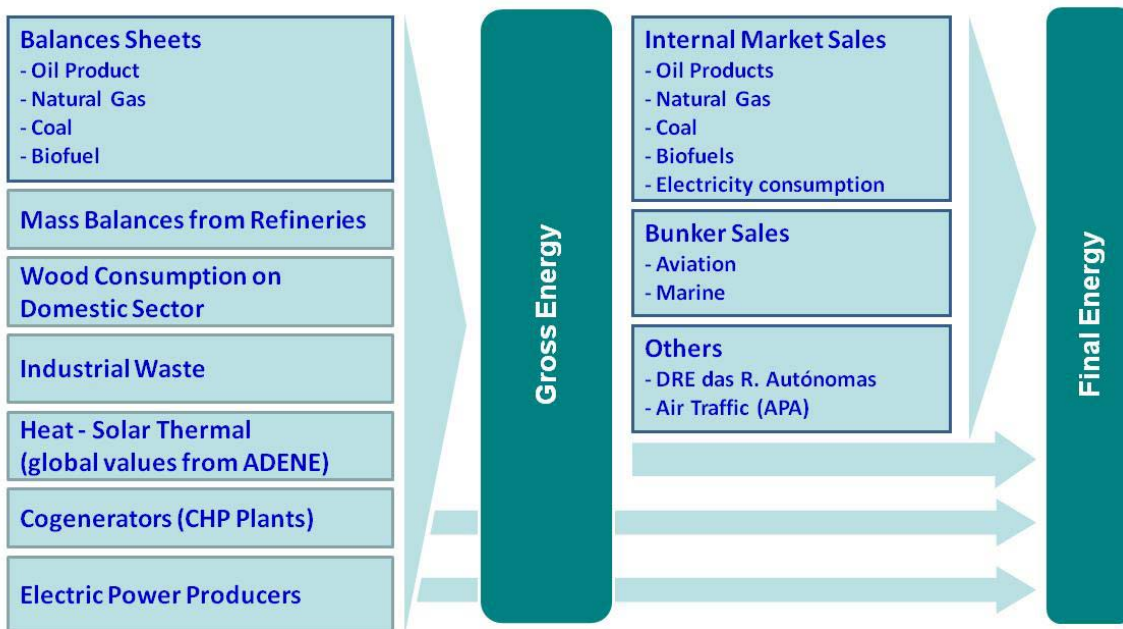 Balances Sheets
- Oil Product
- Natural Gas
- Coal
- Biofuel
Mass Balances from Refineries
Wood Consumption on
Domestic Sector
Industrial Waste
Heat - Solar Thermal
(global values from ADENE)
Cogenerators (CHP Plants)
Electric Power Producers
Gross Energy
Internal Market Sales
- Oil Products
- Natural Gas
- Coal
- Biofuels
- Electricity consumption
Bunker Sales
- Aviation
- Marine
Others
- DRE das R. Autónomas
- Air Traffic (APA)
Final Energy